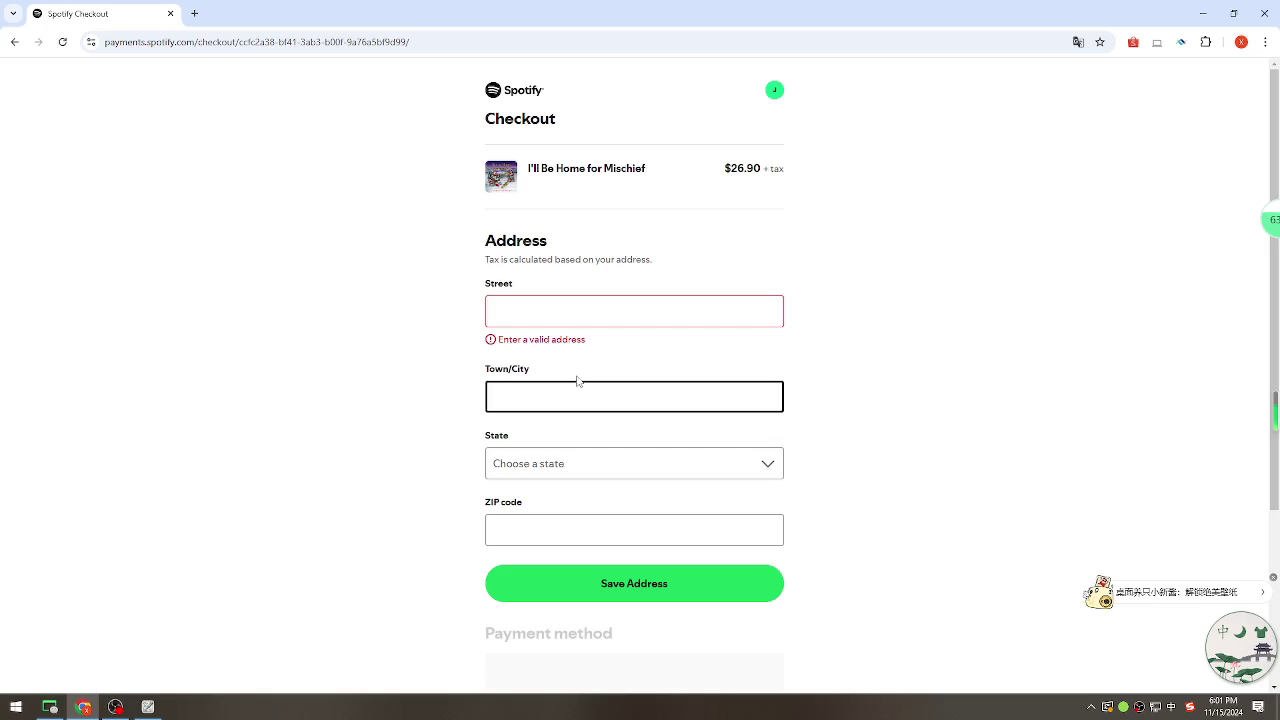 Spotify Checkout
payments.spotify.com/checkout/ccfc2a38-bf41-3ab3-b00f-9a76a5bf9d99/
Spotify
J
Checkout
I'll Be Home for Mischief
$26.90 + tax
63
Address
Tax is calculated based on your address.
Street
Enter a valid address
Town/City
State
Choose a state
ZIP code
Save Address
Payment method
6:01 PM
11/15/2024